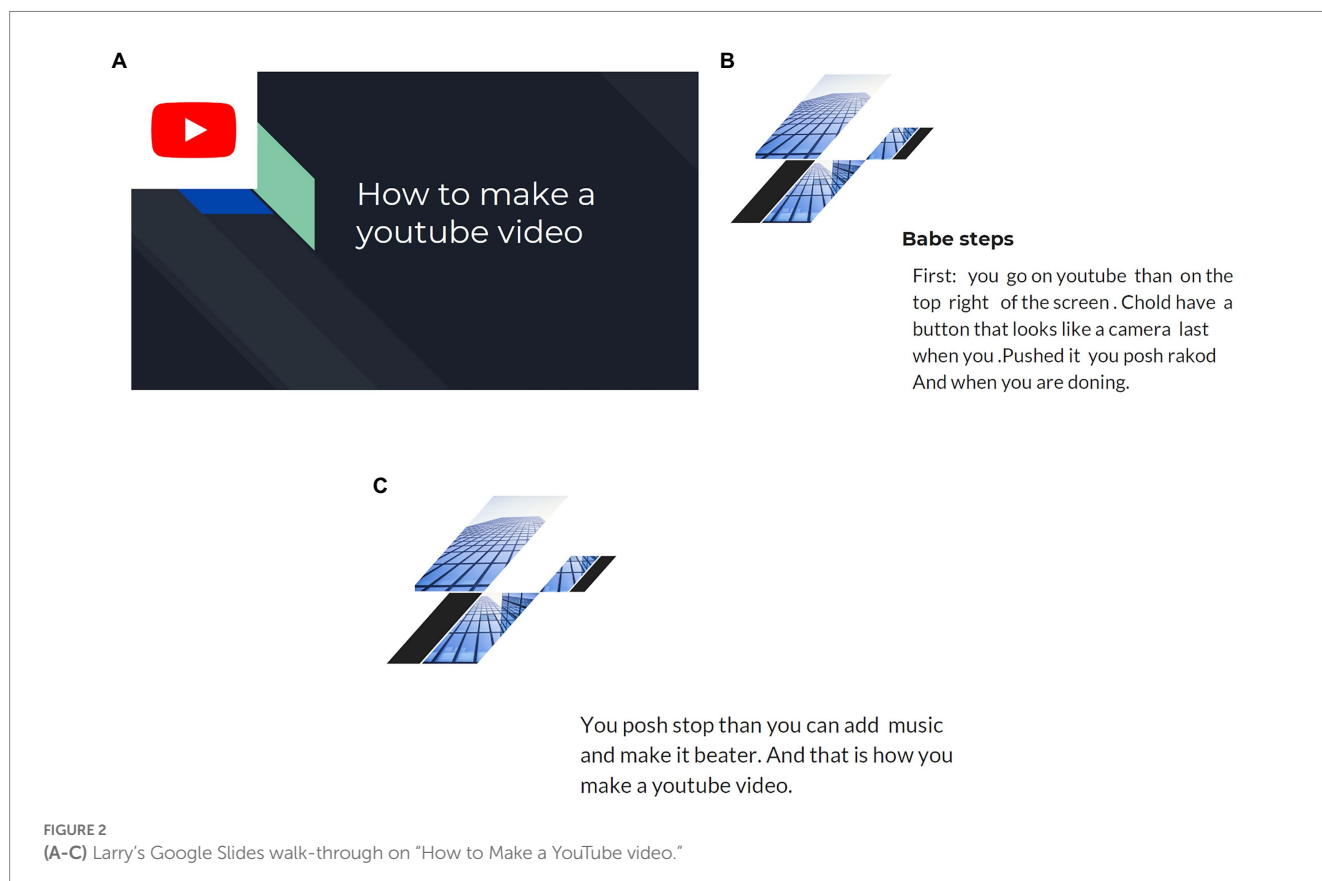 A
How to make a
youtube video
B
Babe steps
First: you go on youtube than on the
top right of the screen . Chold have a
button that looks like a camera last
when you .Pushed it you posh rakod
And when you are doning.
C
You posh stop than you can add music
and make it beater. And that is how you
make a youtube video.
FIGURE 2
(A-C) Larry’s Google Slides walk-through on “How to Make a YouTube video.”